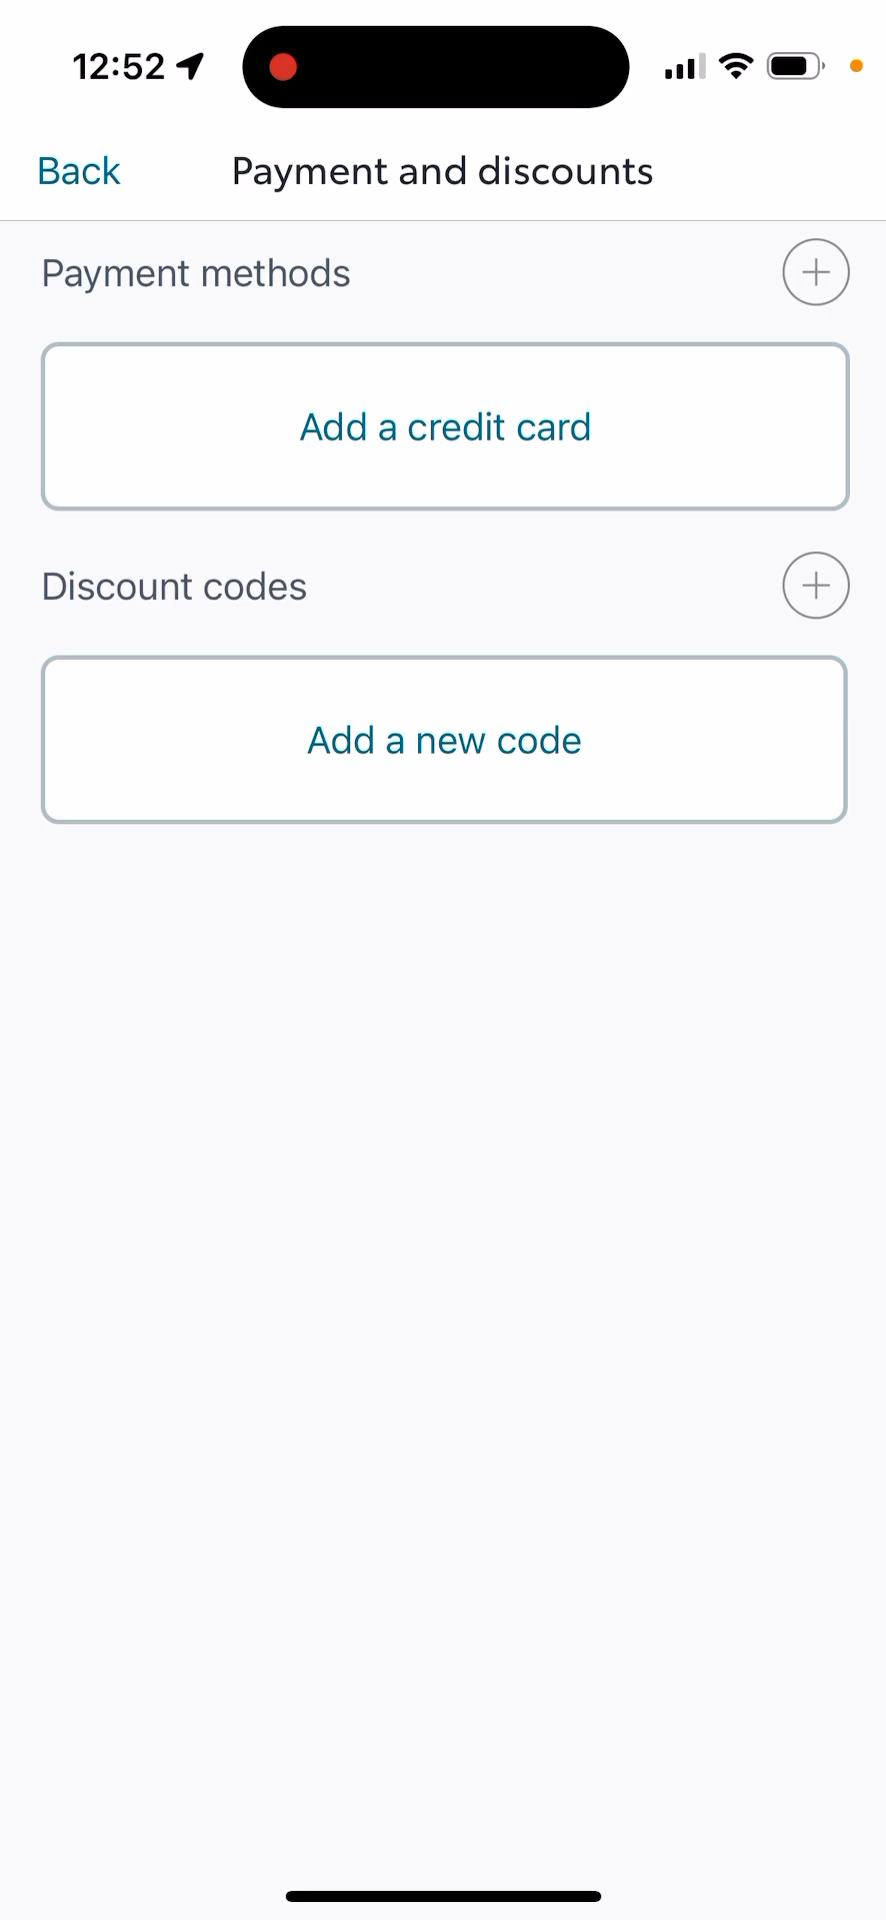 12:52
Back
Payment and discounts
Payment methods
Add a credit card
Discount codes
Add a new code